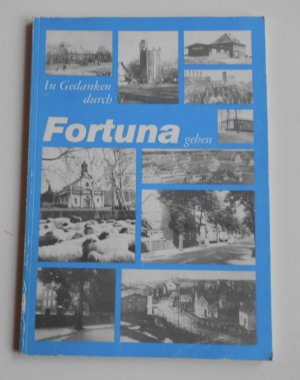 In Gedanken
durch
Fortuna gehen